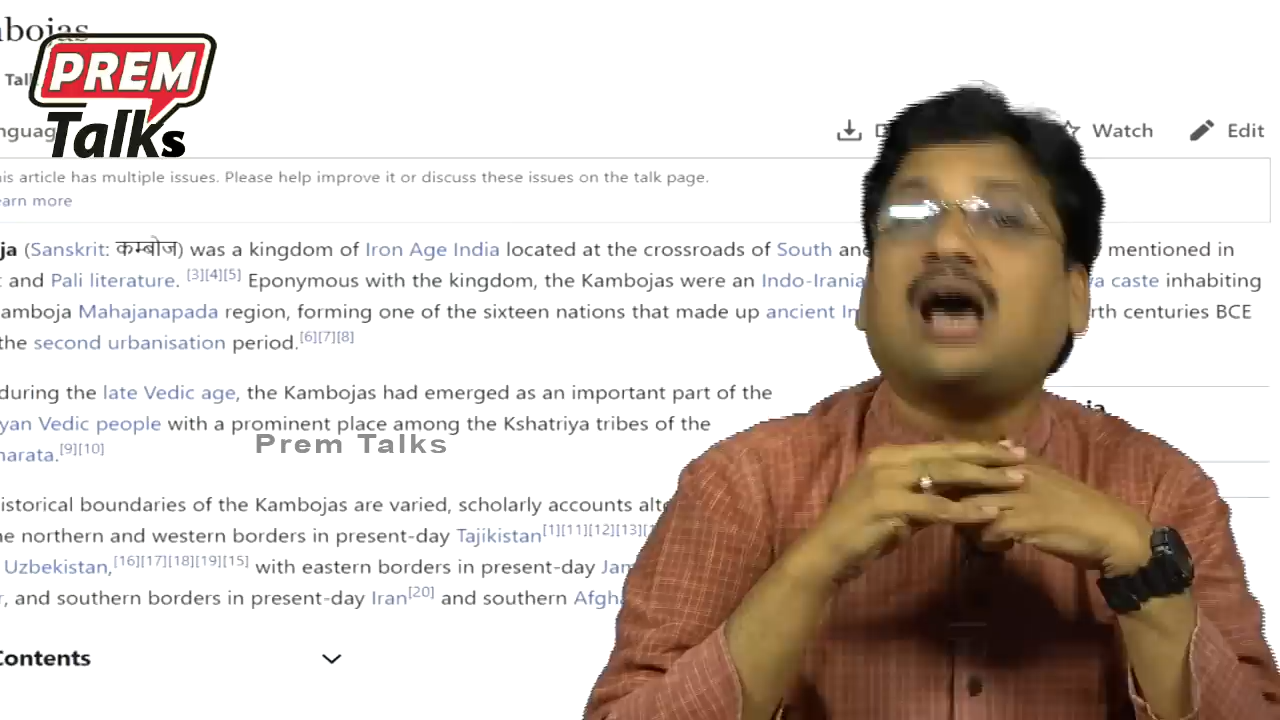 bojas
PREM
Talks
Tal
nguag
Watch
Edit
is article has multiple issues. Please help improve it or discuss these issues on the talk page.
earn more
ja (Sanskrit: कम्बोज) was a kingdom of Iron Age India located at the crossroads of South an mentioned in
and Pali literature. [3][4][5] Eponymous with the kingdom, the Kambojas were an Indo-Irania a caste inhabiting
amboja Mahajanapada region, forming one of the sixteen nations that made up ancient In rth centuries BCE
the second urbanisation period.[6][7][8]
during the late Vedic age, the Kambojas had emerged as an important part of the
yan Vedic people with a prominent place among the Kshatriya tribes of the
harata.[9][10]
Prem Talks
istorical boundaries of the Kambojas are varied, scholarly accounts alt
e northern and western borders in present-day Tajikistan[1][11][12][13]
Uzbekistan,[16][17][18][19][15] with eastern borders in present-day Jam
r, and southern borders in present-day Iran[20] and southern Afgh
Contents